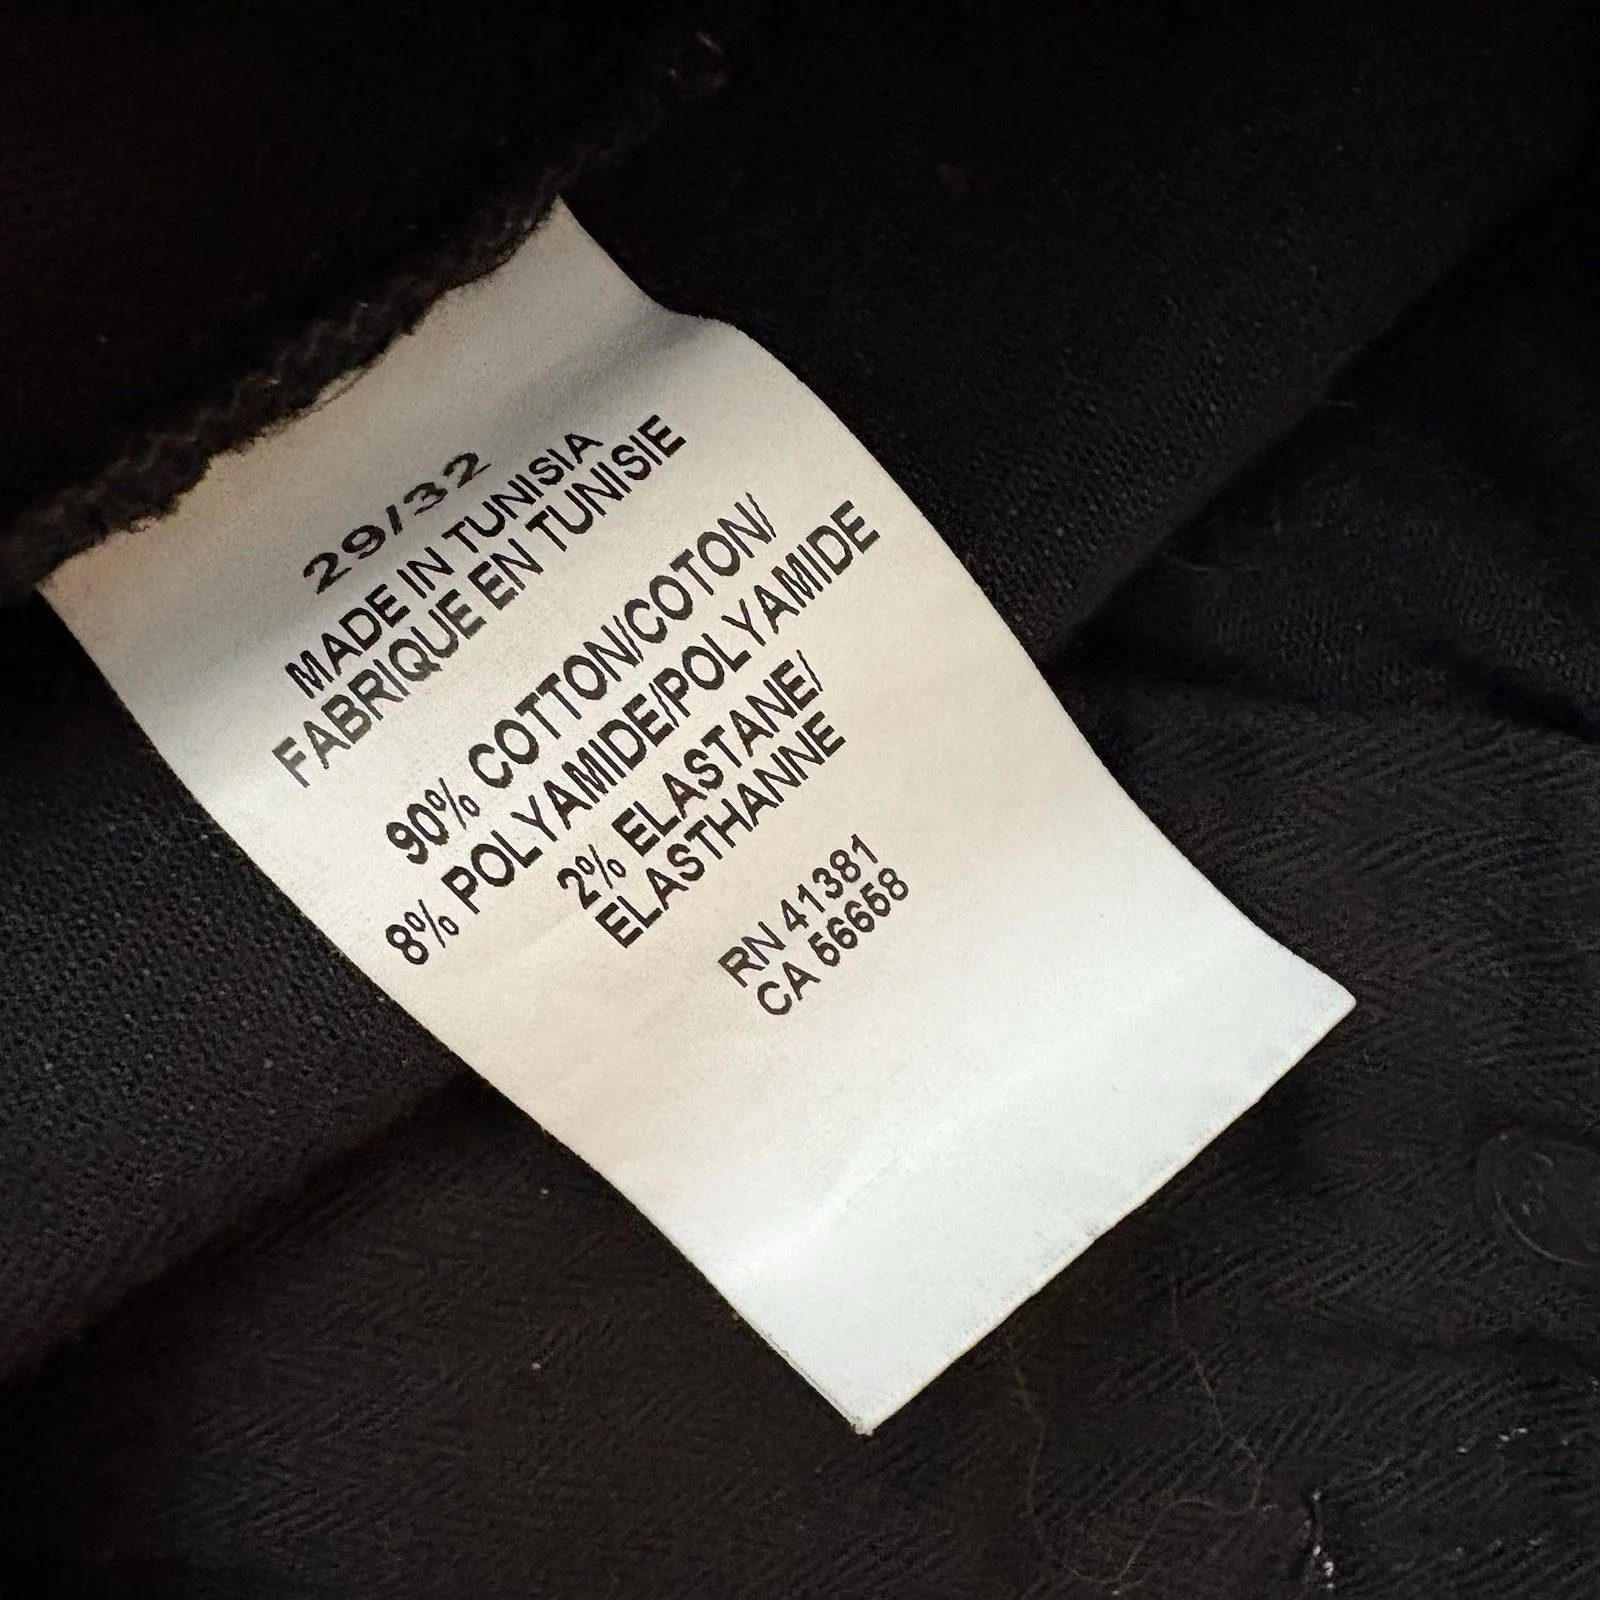 29/32
MADE IN TUNISIA
FABRIQUE EN TUNISIE
90% COTTON/COTON/
8% POLYAMIDE/POLYAMIDE
2% ELASTANE/
ELASTHANNE
RN 41381
CA 56658